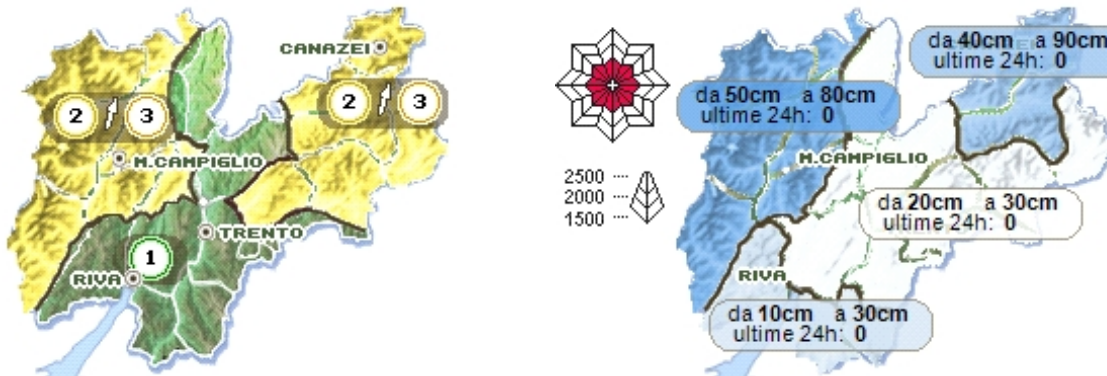 CANAZEI
2 3
2 3
M.CAMPIGLIO
TRENTO
1
RIVA
da 40cm a 90cm
ultime 24h: 0
da 50cm a 80cm
ultime 24h: 0
M.CAMPIGLIO
2500
2000
1500
da 20cm a 30cm
ultime 24h: 0
RIVA
da 10cm a 30cm
ultime 24h: 0